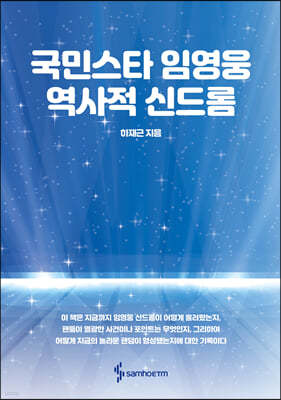 국민스타 임영웅
역사적 신드롬
하재근 지음
이 책은 지금까지 임영웅 신드롬이 어떻게 흘러왔는지,
팬들이 열광한 사건이나 포인트는 무엇인지, 그리하여
어떻게 지금의 놀라운 팬덤이 형성됐는지에 대한 기록이다
samhoETM